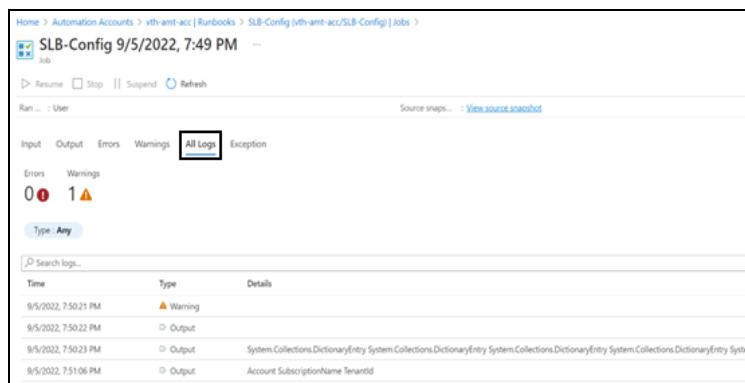 Home > Automation Accounts > vth-amt-acc | Runbooks > SLB-Config (vth-amt-acc/SLB-Config) | Jobs >
SLB-Config 9/5/2022, 7:49 PM ...
Job
Resume Stop Suspend Refresh
Ran ... : User Source snaps... : View source snapshot
Input Output Errors Warnings All Logs Exception
Errors Warnings
0 1
Type : Any
Search logs...
Time Type Details
9/5/2022, 7:50:21 PM Warning
9/5/2022, 7:50:22 PM Output
9/5/2022, 7:50:23 PM Output System.Collections.DictionaryEntry System.Collections.DictionaryEntry System.Collections.DictionaryEntry System.Collections.DictionaryEntry Syst
9/5/2022, 7:51:06 PM Output Account SubscriptionName TenantId